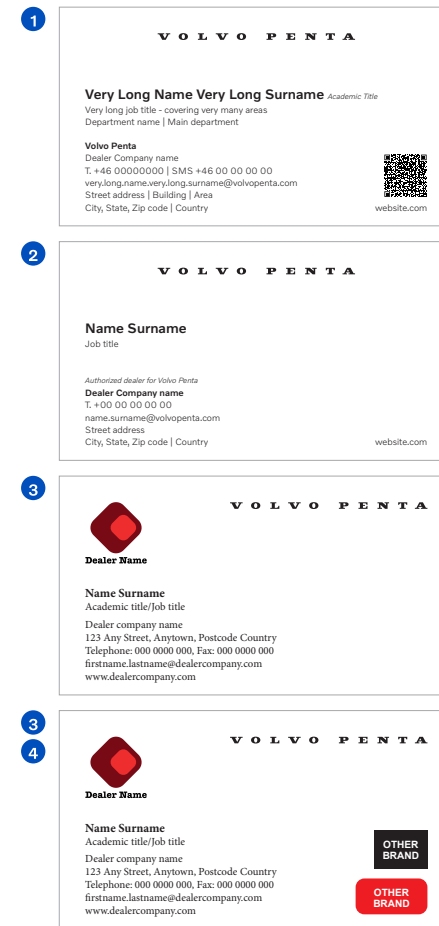 1
VOLVO PENTA
Very Long Name Very Long Surname Academic Title
Very long job title - covering very many areas
Department name | Main department
Volvo Penta
Dealer Company name
T. +46 00000000 | SMS +46 00 00 00 00
very.long.name.very.long.surname@volvopenta.com
Street address | Building | Area
City, State, Zip code | Country
website.com
2
VOLVO PENTA
Name Surname
Job title
Authorized dealer for Volvo Penta
Dealer Company name
T. +00 00 00 00 00
name.surname@volvopenta.com
Street address
City, State, Zip code | Country
website.com
3
VOLVO PENTA
Dealer Name
Name Surname
Academic title/Job title
Dealer company name
123 Any Street, Anytown, Postcode Country
Telephone: 000 0000 000, Fax: 000 0000 000
firstname.lastname@dealercompany.com
www.dealercompany.com
3
4
VOLVO PENTA
Dealer Name
Name Surname
Academic title/Job title
Dealer company name
123 Any Street, Anytown, Postcode Country
Telephone: 000 0000 000, Fax: 000 0000 000
firstname.lastname@dealercompany.com
www.dealercompany.com
OTHER
BRAND
OTHER
BRAND